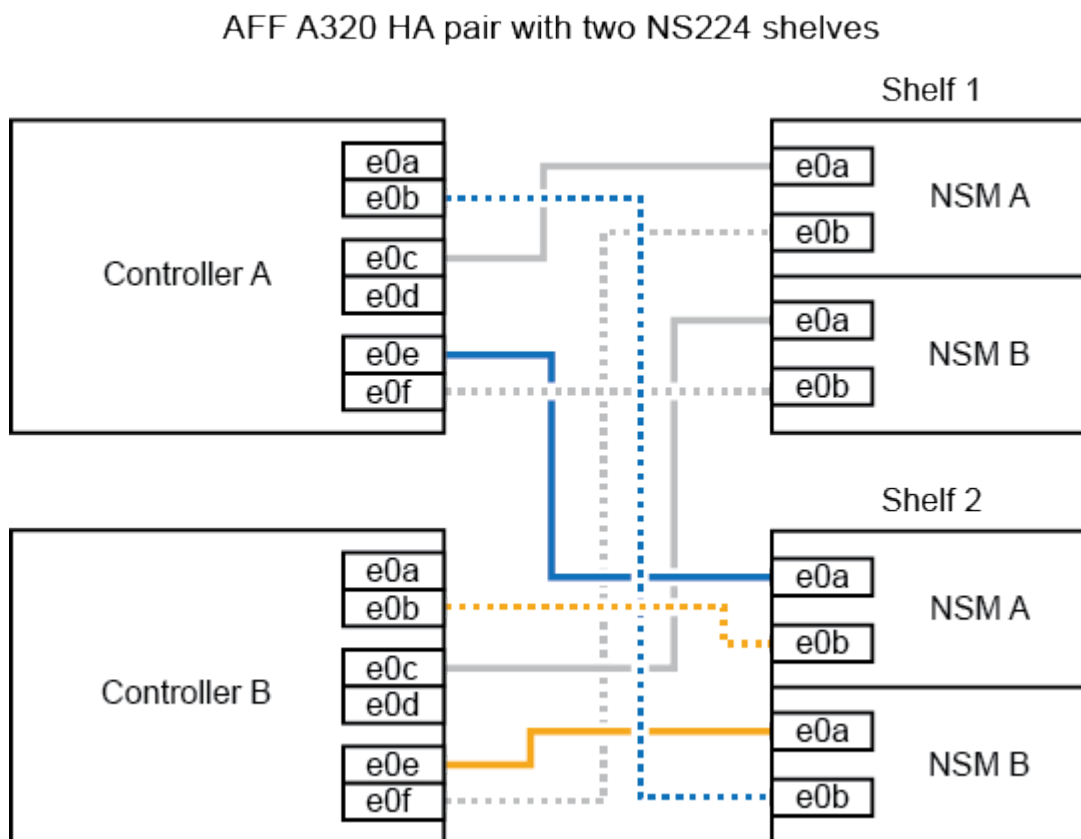 AFF A320 HA pair with two NS224 shelves
Shelf 1
Controller A
e0a
e0b
e0c
e0d
e0e
e0f
e0a
e0b
NSM A
e0a
e0b
NSM B
Shelf 2
Controller B
e0a
e0b
e0c
e0d
e0e
e0f
e0a
e0b
NSM A
e0a
e0b
NSM B